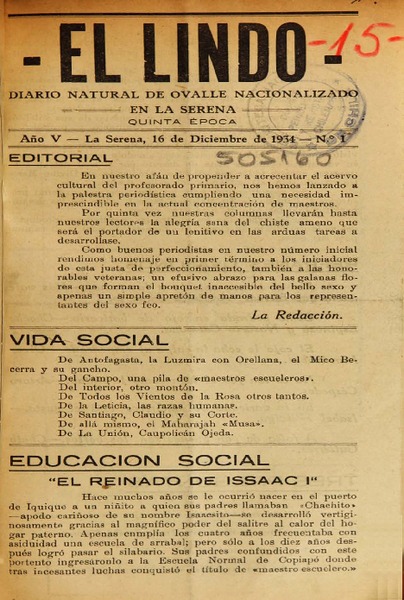 - EL LINDO -
-15-
DIARIO NATURAL DE OVALLE NACIONALIZADO
EN LA SERENA
QUINTA EPOCA
Año V — La Serena, 16 de Diciembre de 1934 — N.o 1
505160
EDITORIAL
En nuestro afán de propender a acrecentar el acervo
cultural del profesorado primario, nos hemos lanzado a
la palestra periodística cumpliendo una necesidad im-
prescindible en la actual concentración de maestros.
Por quinta vez nuestras columnas llevarán hasta
nuestros lectores la alegría sana del chiste ameno que
será el portador de un lenitivo en las arduas tareas a
desarrollase.
Como buenos periodistas en nuestro número inicial
rendimos homenaje en primer término a los iniciadores
de esta justa de perfeccionamiento, también a las hono-
rables veteranas; un efusivo abrazo para las galanas flo
res que forman el bouquet inaccesible del bello sexo y
apenas un simple apretón de manos para los represen-
tantes del sexo feo.
La Redacción.
VIDA SOCIAL
De Antofagasta, la Luzmira con Orellana, el Mico Be-
cerra y su gancho.
Del Campo, una pila de «maestros escueleros».
Del interior, otro montón.
De Todos los Vientos de la Rosa otros tantos.
De la Leticia, las razas humanas.
De Santiago, Claudio y su Corte.
De allá mismo, el Maharajah «Musa».
De La Unión, Caupolicán Ojeda.
EDUCACION SOCIAL
"EL REINADO DE ISSAAC I"
Hace muchos años se le ocurrió nacer en el puerto
de Iquique a un niñito a quien sus padres llamaban «Chachito»
—apodo cariñoso de su nombre Isaacsito—se desarrolló vertigi-
nosamente gracias al magnífico poder del salitre al calor del ho-
gar paterno. Apenas cumplía los cuatro años frecuentaba con
asiduidad una escuela de arrabal; pero sólo a los diez años des-
pués logró pasar el silabario. Sus padres confundidos con este
portento ingresáronlo a la Escuela Normal de Copiapó donde
tras incesantes luchas conquistó el título de «maestro escuelero.»